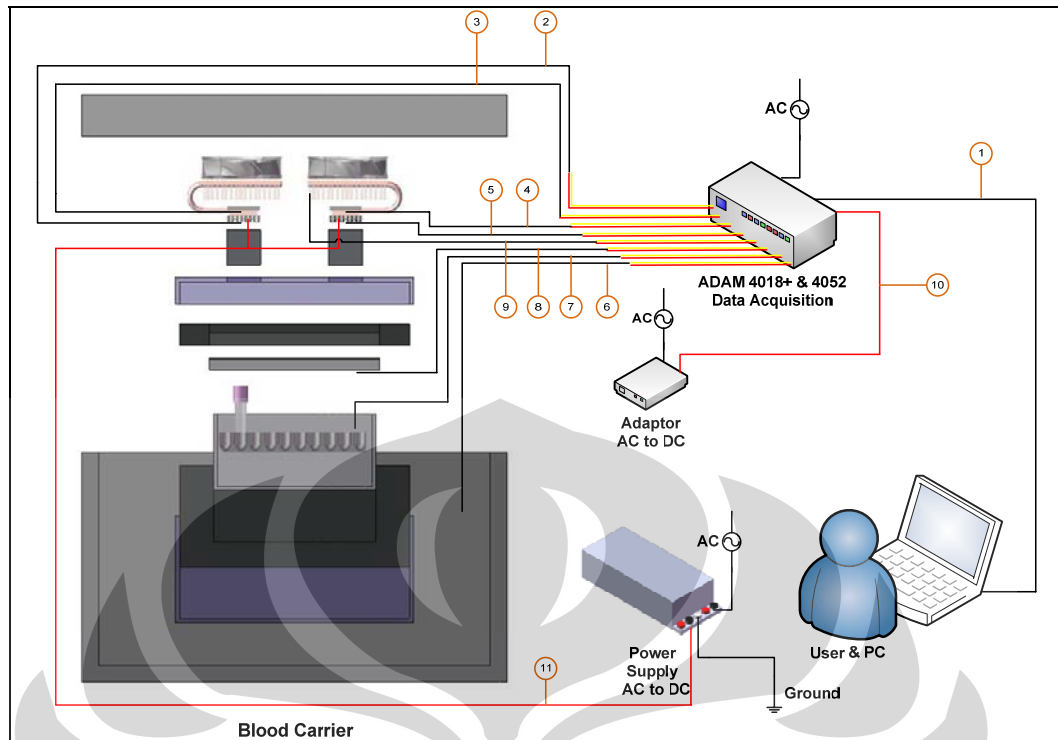 3
2
AC
1
5
4
ADAM 4018+ & 4052
Data Acquisition
10
9
8
7
6
AC
Adaptor
AC to DC
AC
User & PC
Power
Supply
AC to DC
11
Ground
Blood Carrier